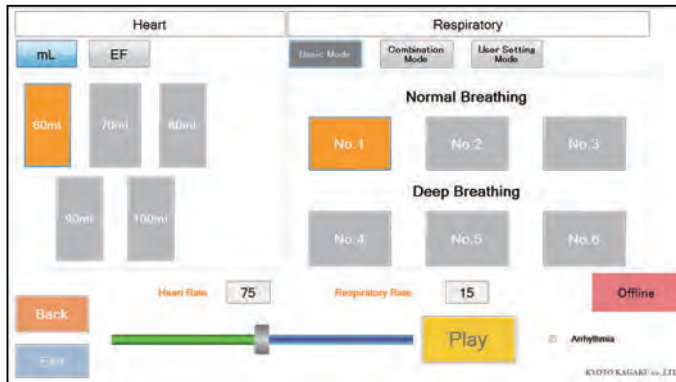 Heart
Respiratory
mL
EF
Basic Mode
Combination
Mode
User Setting
Mode
60ml
70ml
80ml
90ml
100ml
Normal Breathing
No.1
No.2
No.3
Deep Breathing
No.4
No.5
No.6
Heart Rate
75
Respiratory Rate
15
Offline
Back
Play
Arrhythmia
Exit
KYOTO KAGAKU co.,LTD